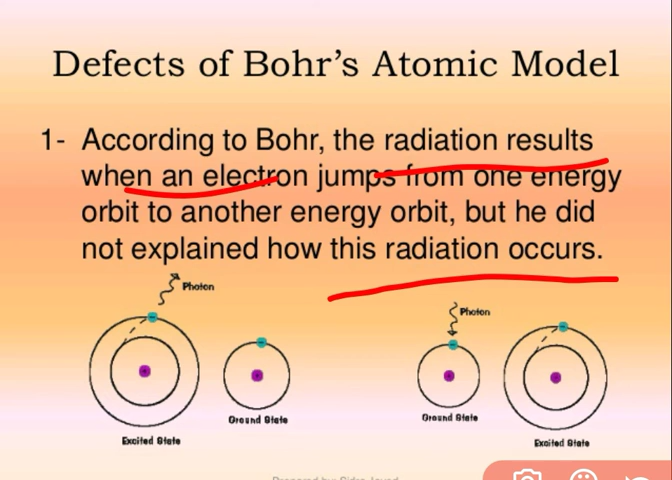 Defects of Bohr's Atomic Model
1- According to Bohr, the radiation results
when an electron jumps from one energy
orbit to another energy orbit, but he did
not explained how this radiation occurs.
Photon
Photon
Ground State
Ground State
Excited State
Excited State